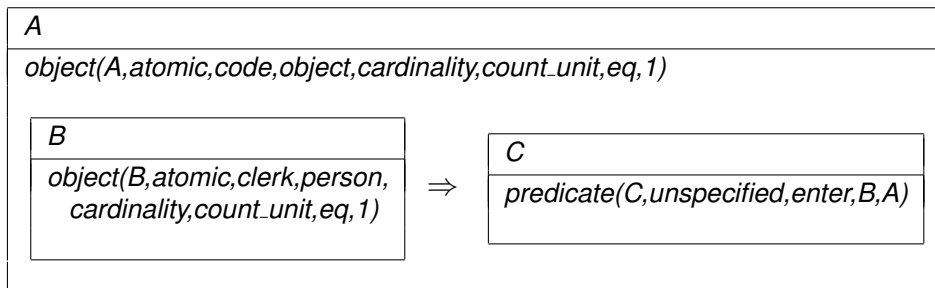 A
object(A,atomic,code,object,cardinality,count_unit,eq,1)
B
object(B,atomic,clerk,person,
cardinality,count_unit,eq,1)
⇒
C
predicate(C,unspecified,enter,B,A)